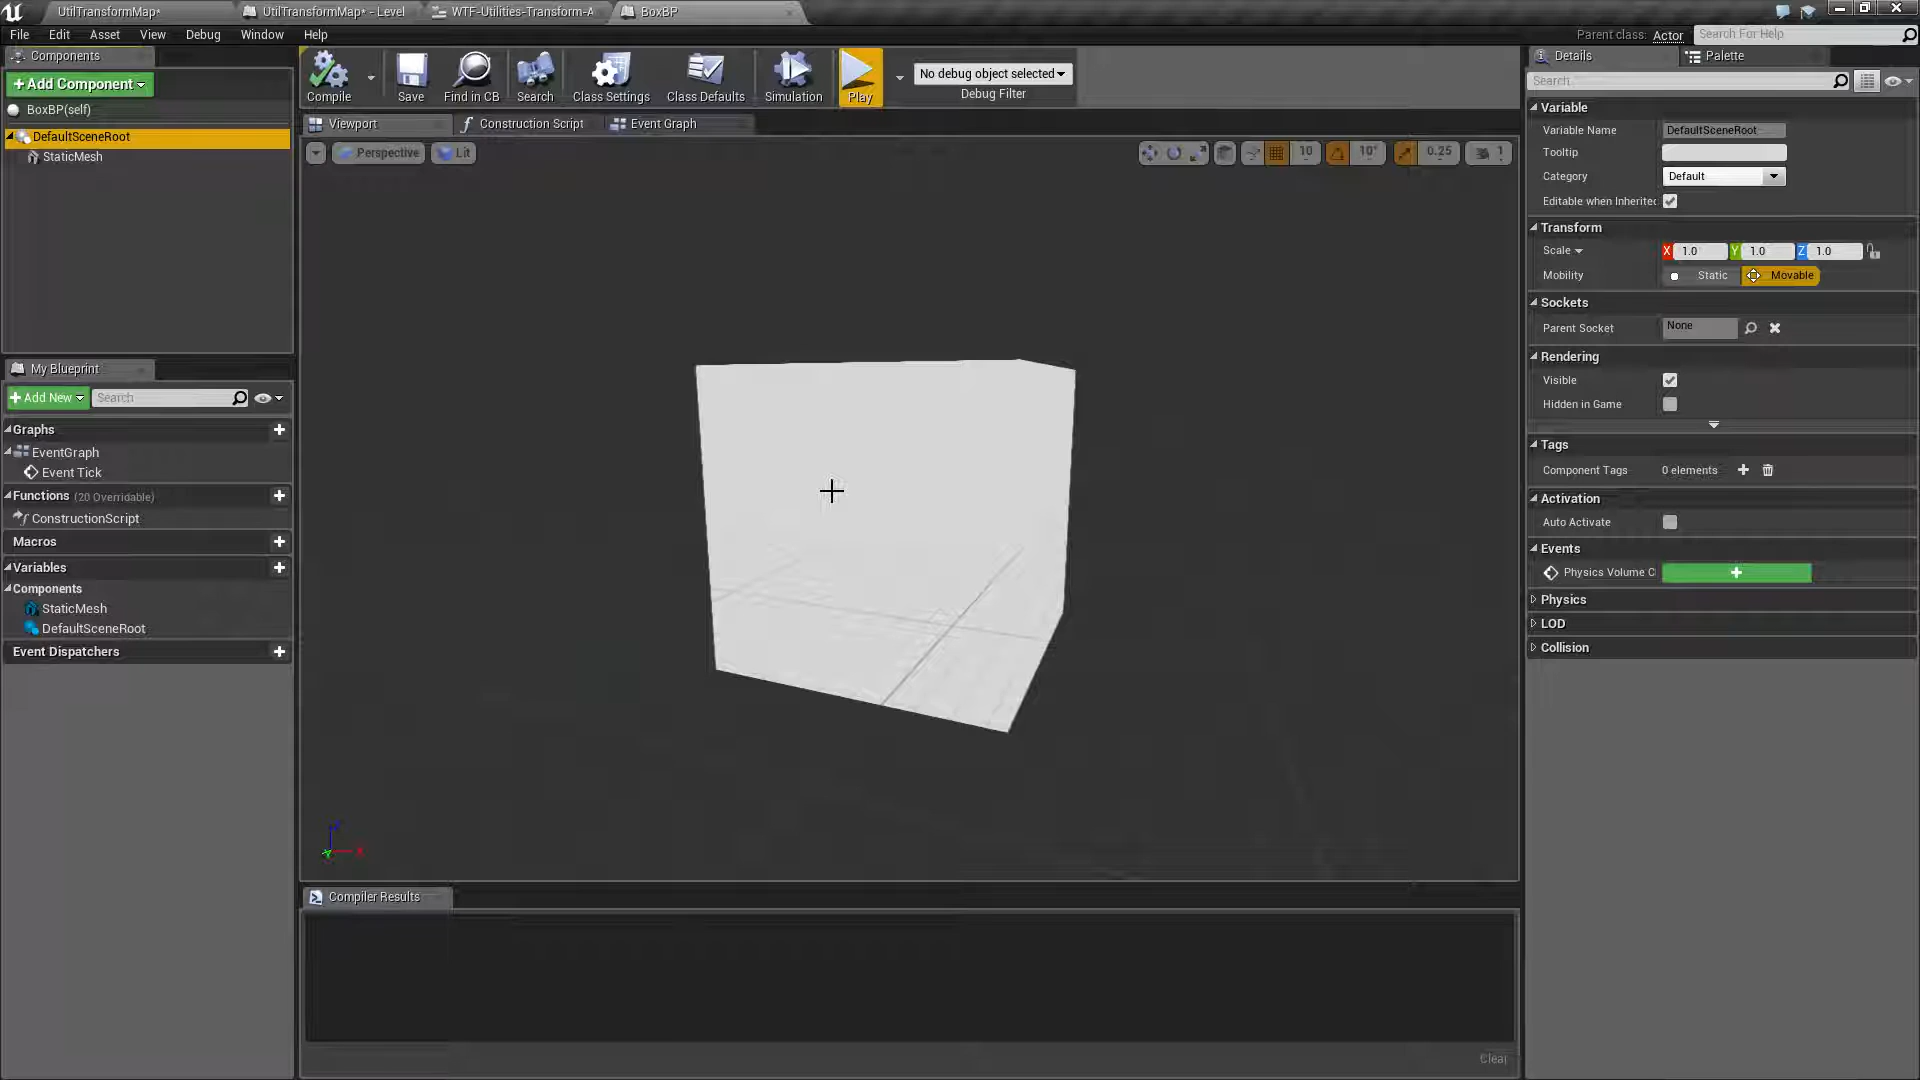 UtilTransformMap*
UtilTransformMap* - Level
WTF-Utilities-Transform-A
BoxBP
File Edit Asset View Debug Window Help
Parent class: Actor
Search For Help
Components
+Add Component
BoxBP(self)
DefaultSceneRoot
StaticMesh
My Blueprint
+Add New
Search
Graphs
EventGraph
Event Tick
Functions (20 Overridable)
ConstructionScript
Macros
Variables
Components
StaticMesh
DefaultSceneRoot
Event Dispatchers
Compile
Save
Find in CB
Search
Class Settings
Class Defaults
Simulation
Play
No debug object selected
Debug Filter
Viewport
Construction Script
Event Graph
Perspective
Lit
10
10°
0.25
1
X
Compiler Results
Clear
Details
Palette
Search
Variable
Variable Name DefaultSceneRoot
Tooltip
Category Default
Editable when Inherited
Transform
Scale X 1.0 Y 1.0 Z 1.0
Mobility Static Movable
Sockets
Parent Socket None
Rendering
Visible
Hidden in Game
Tags
Component Tags 0 elements
Activation
Auto Activate
Events
Physics Volume C
Physics
LOD
Collision